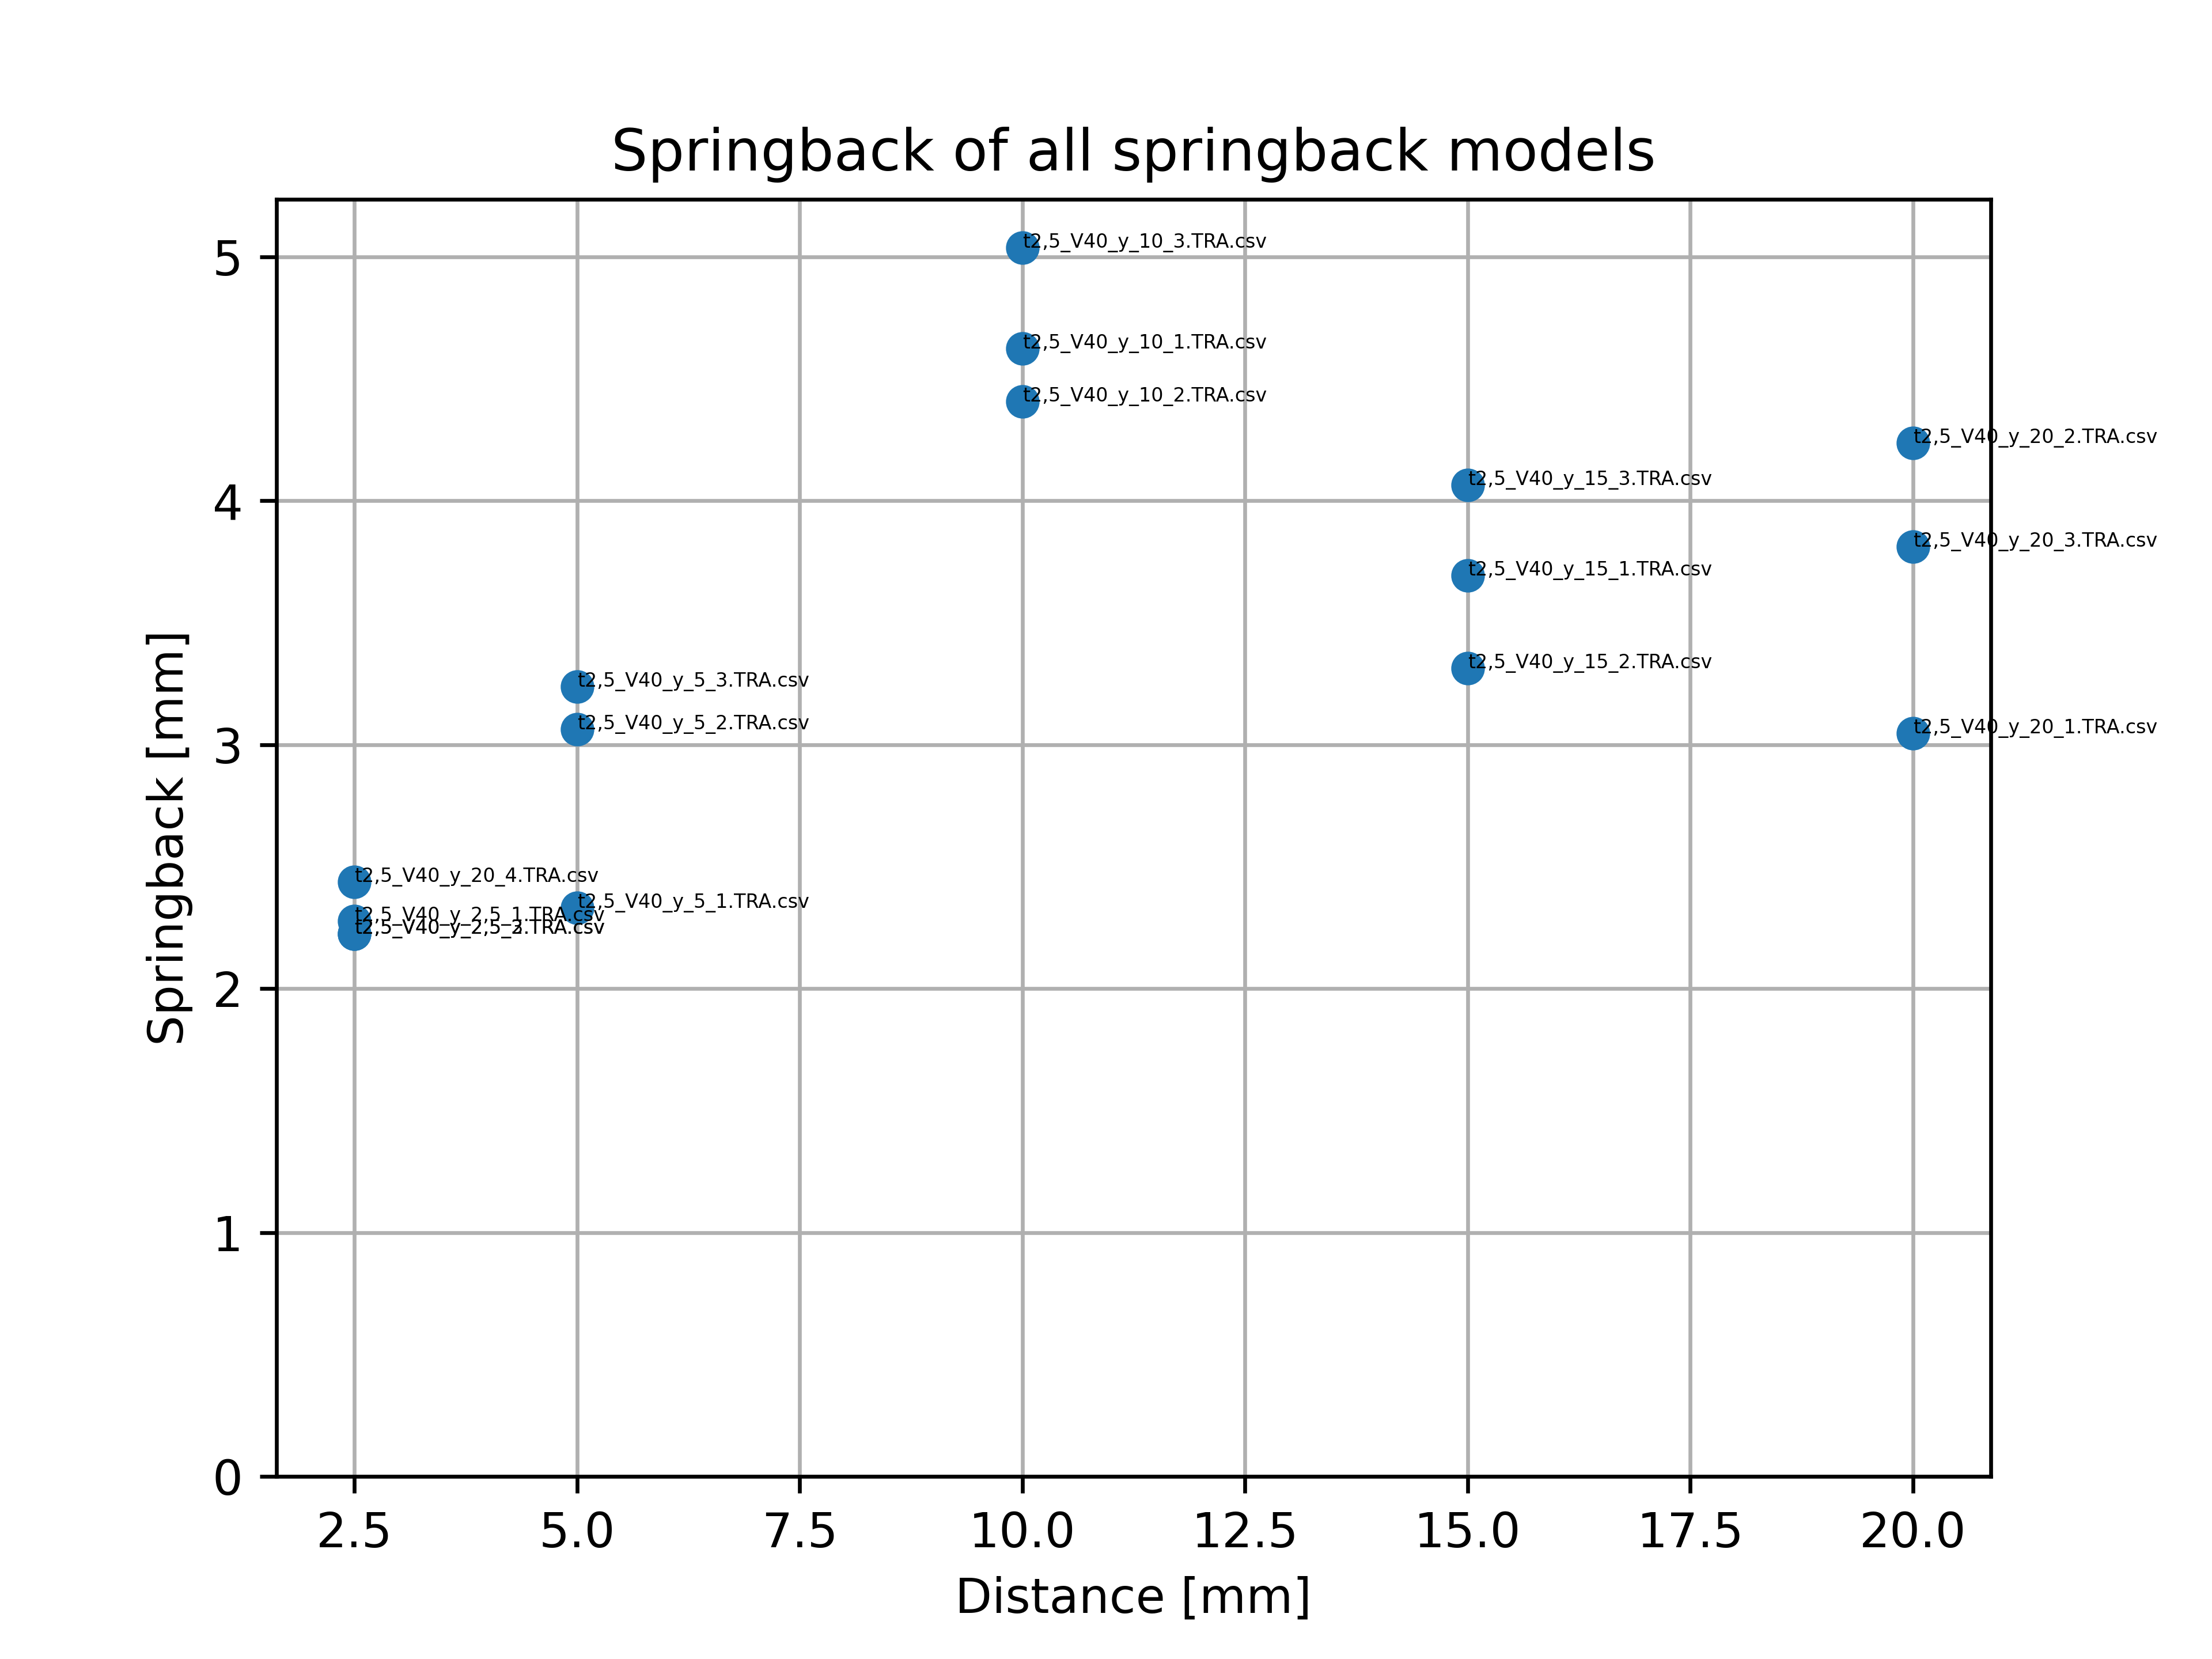 Springback of all springback models
t2,5_V40_y_10_3.TRA.csv
t2,5_V40_y_10_1.TRA.csv
t2,5_V40_y_10_2.TRA.csv
t2,5_V40_y_20_2.TRA.csv
t2,5_V40_y_15_3.TRA.csv
t2,5_V40_y_20_3.TRA.csv
t2,5_V40_y_15_1.TRA.csv
t2,5_V40_y_15_2.TRA.csv
t2,5_V40_y_5_3.TRA.csv
t2,5_V40_y_5_2.TRA.csv
t2,5_V40_y_20_1.TRA.csv
t2,5_V40_y_20_4.TRA.csv
t2,5_V40_y_5_1.TRA.csv
t2,5_V40_y_2,5_1.TRA.csv
5
4
3
2
1
0
Springback [mm]
2.5 5.0 7.5 10.0 12.5 15.0 17.5 20.0
Distance [mm]